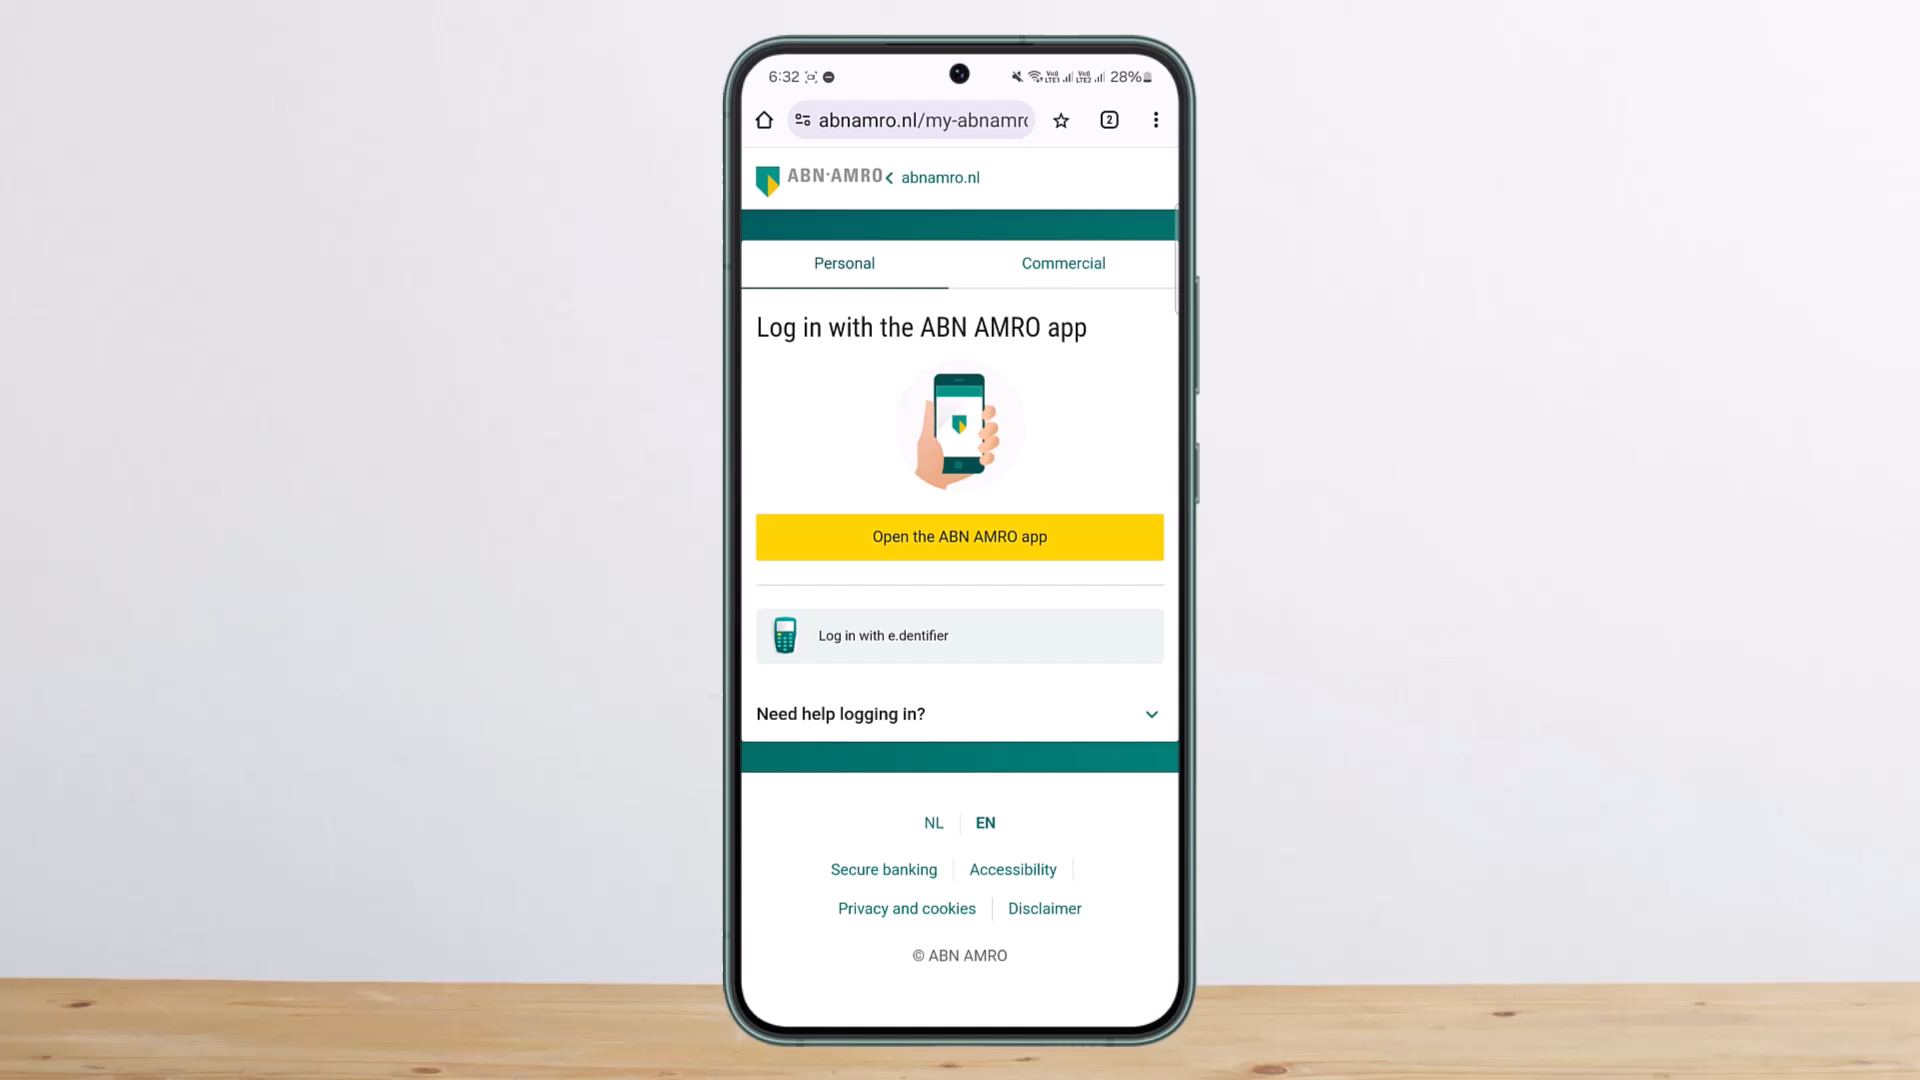 6:32 28%
abnamro.nl/my-abnamro
2
ABN·AMRO abnamro.nl
Personal Commercial
Log in with the ABN AMRO app
Open the ABN AMRO app
Log in with e.dentifier
Need help logging in?
NL EN
Secure banking Accessibility
Privacy and cookies Disclaimer
© ABN AMRO